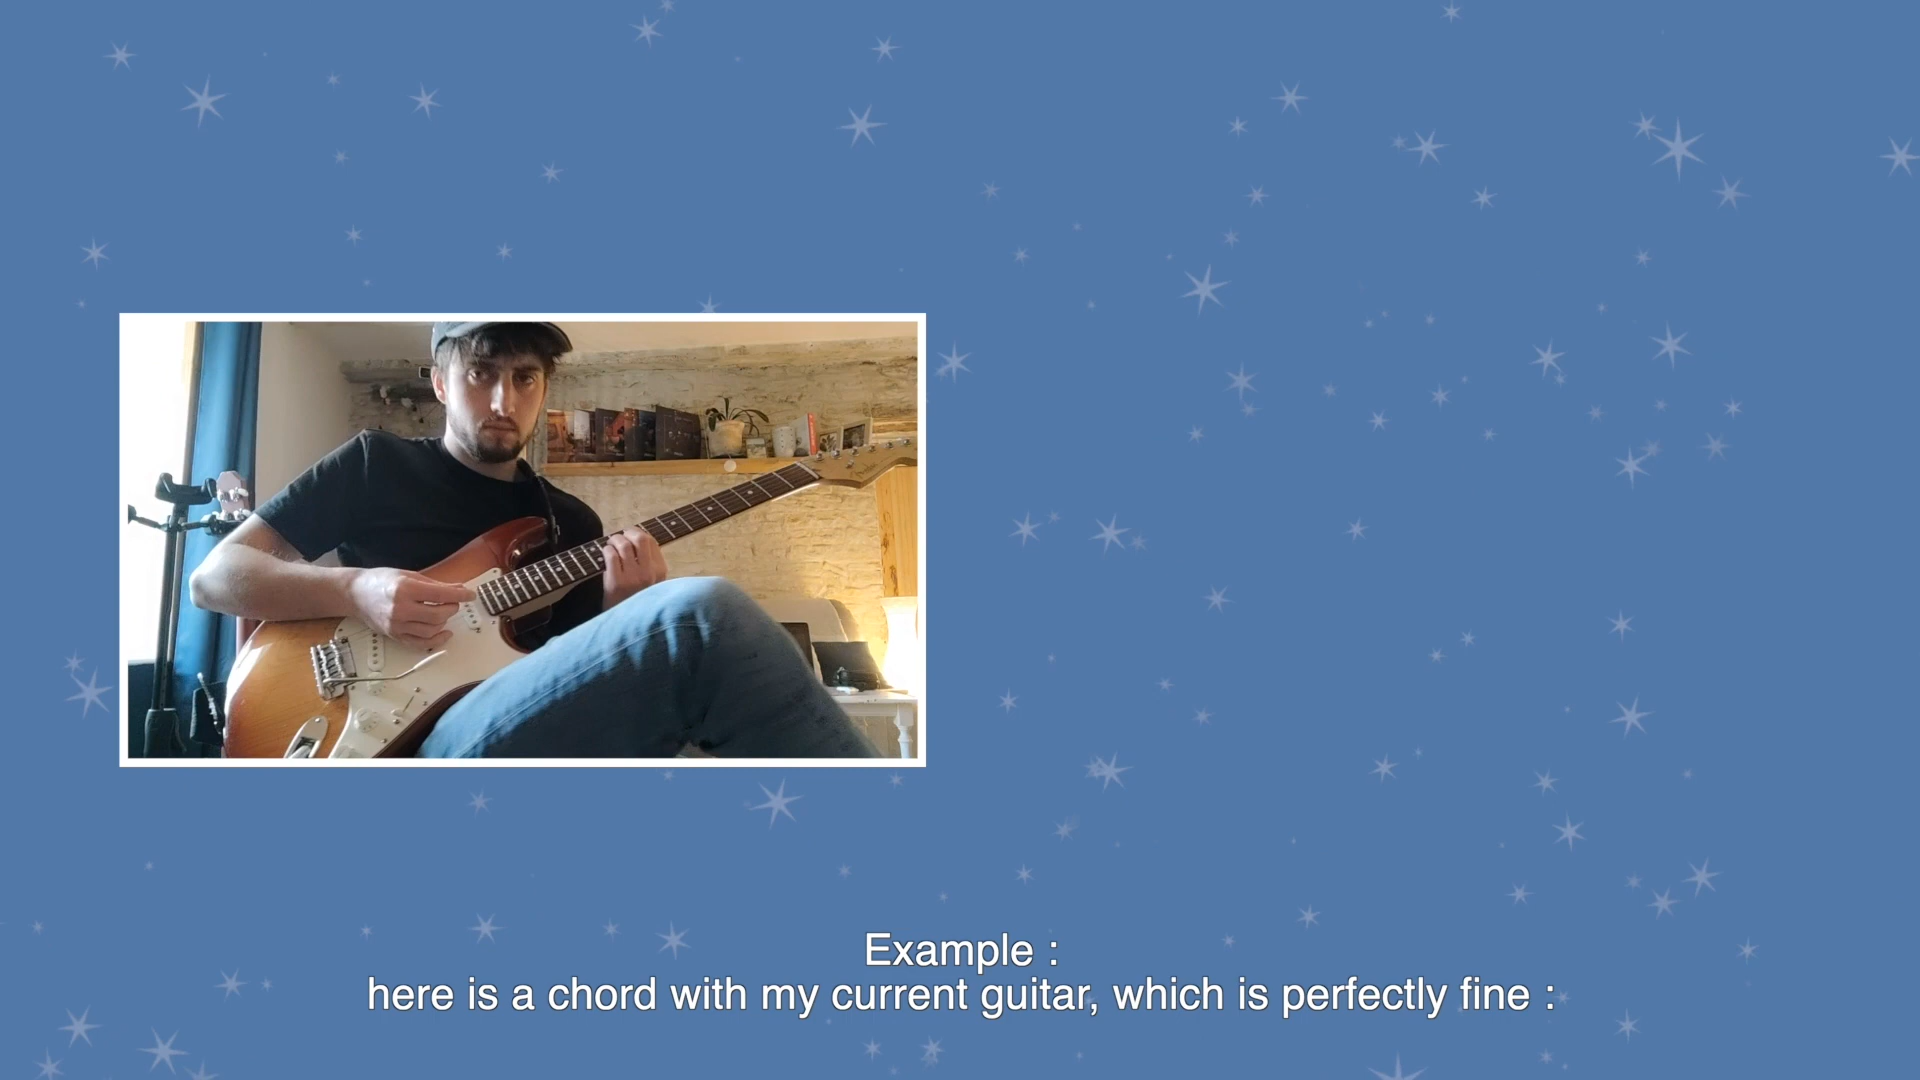 Example :
here is a chord with my current guitar, which is perfectly fine :